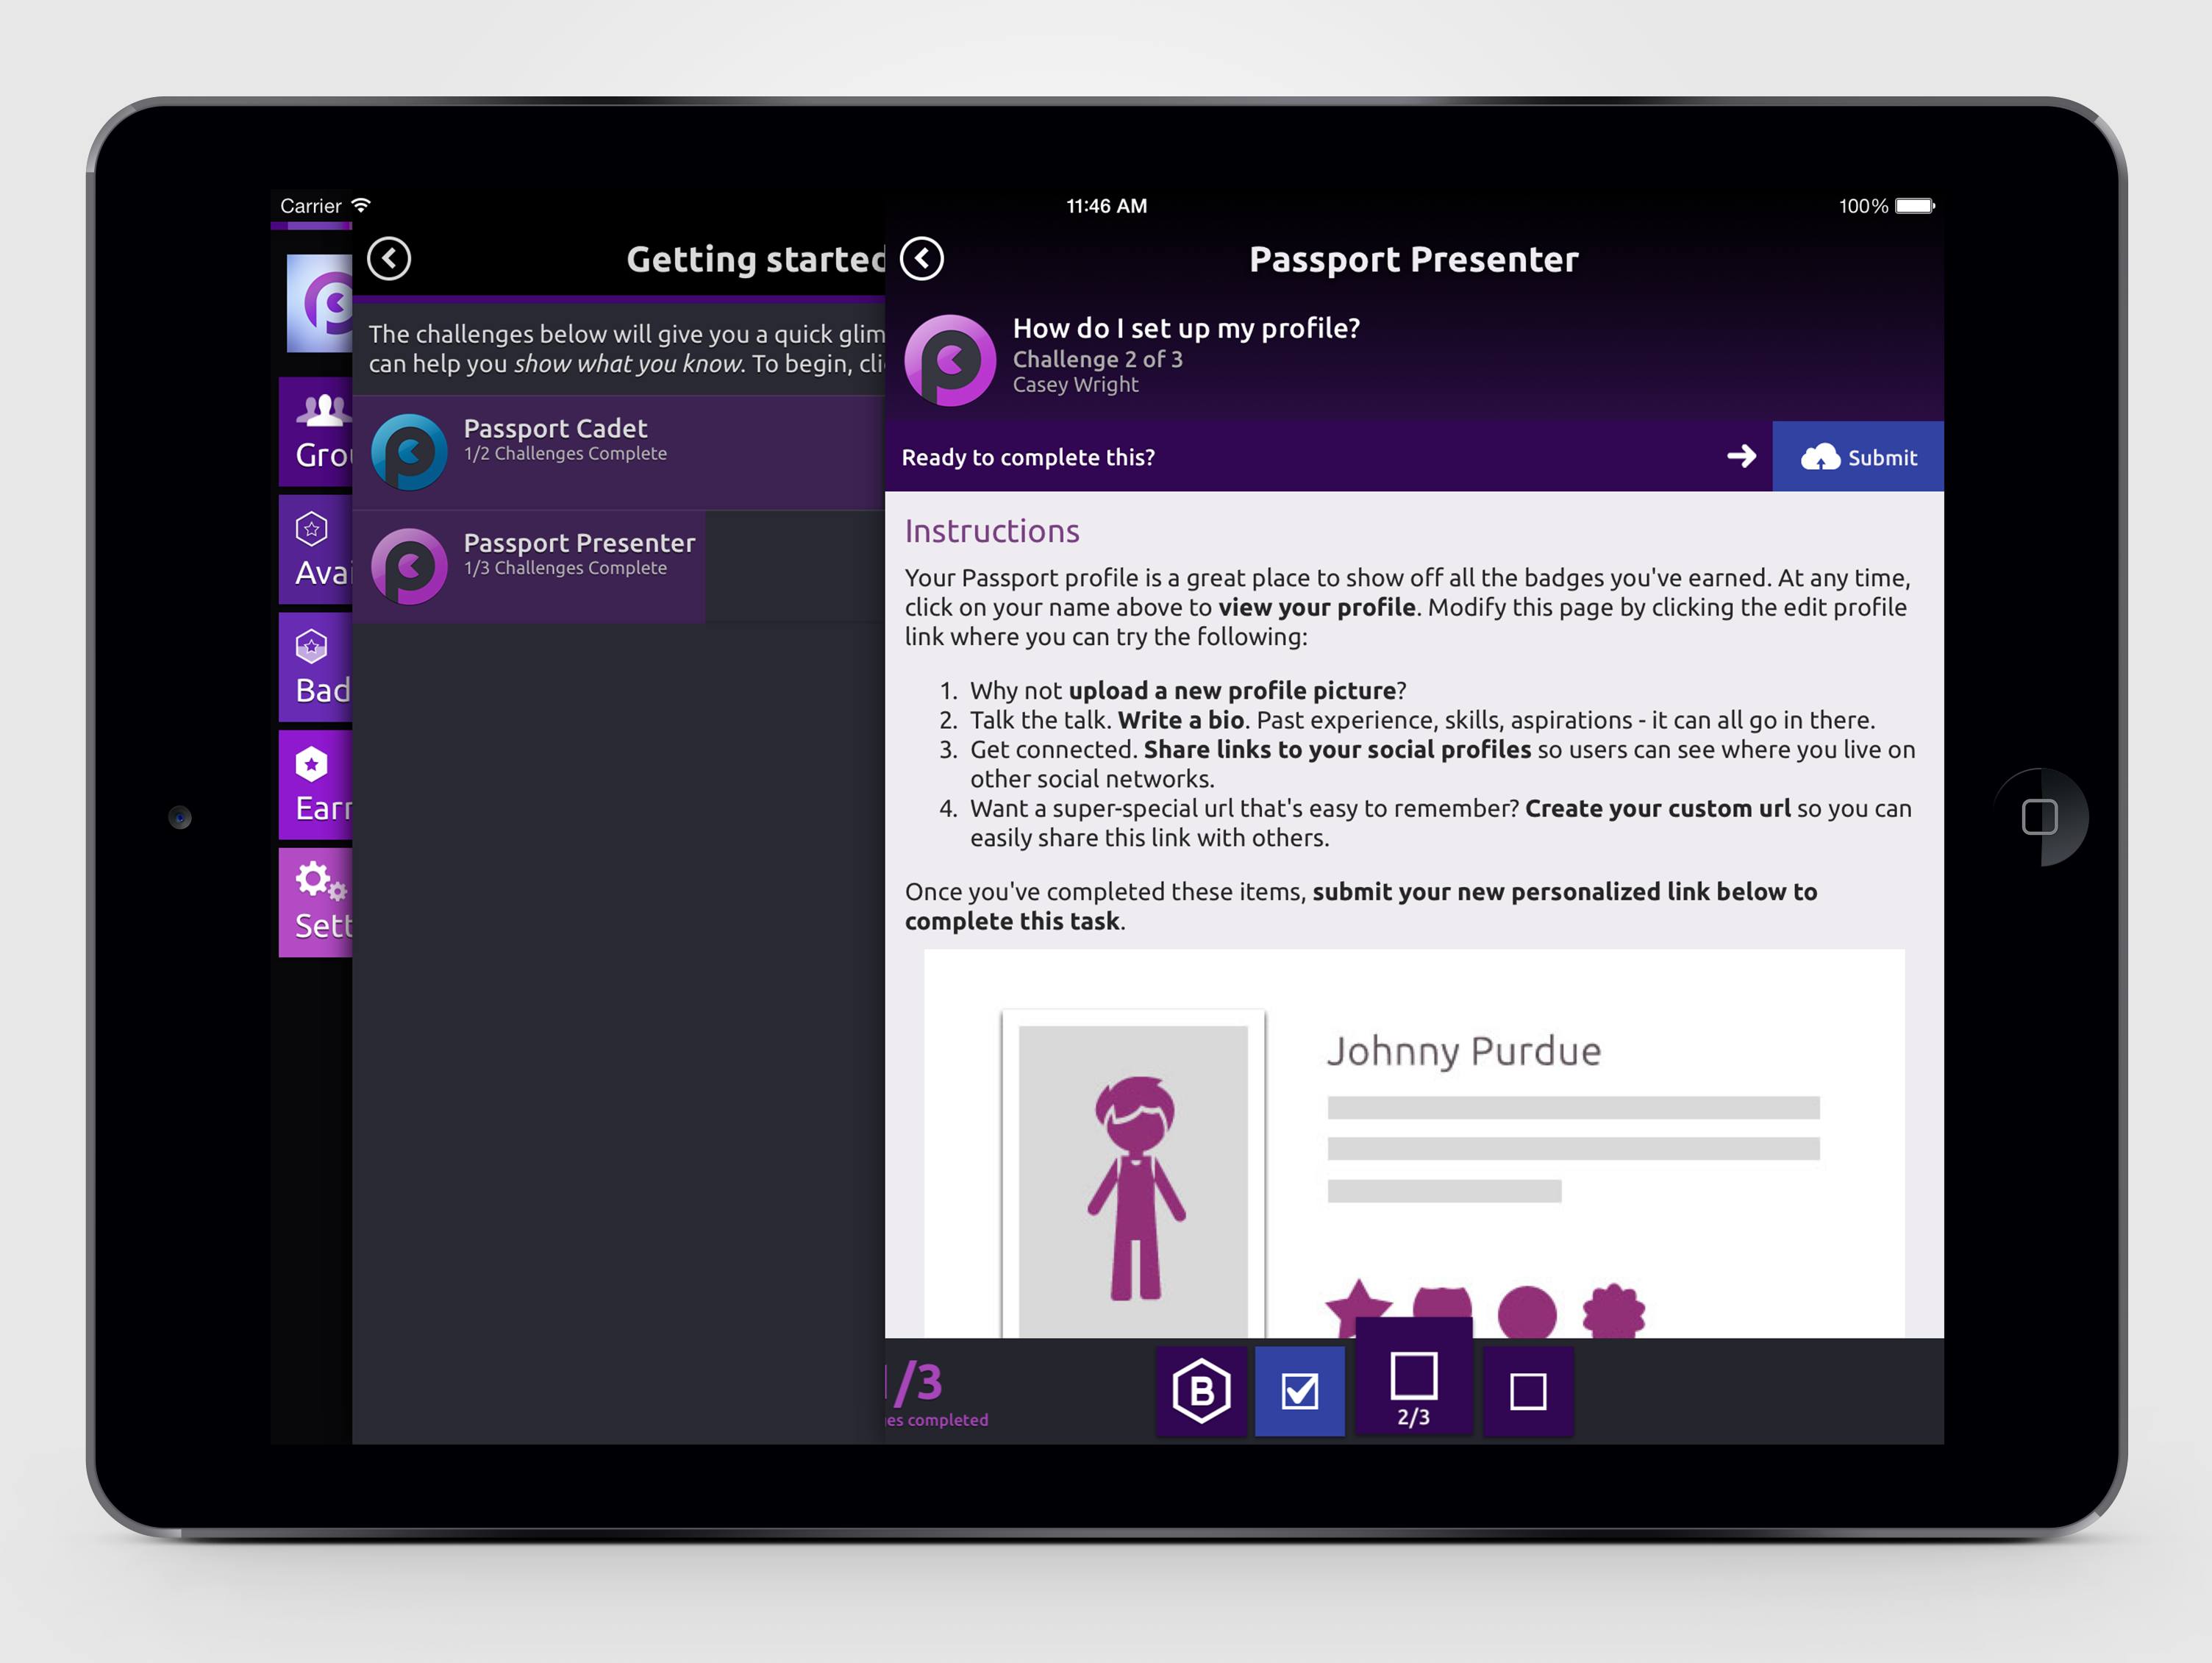 Carrier
11:46 AM
100%
Getting started
The challenges below will give you a quick
can help you show what you know. To begin,
Passport Cadet
1/2 Challenges Complete
Passport Presenter
1/3 Challenges Complete
Passport Presenter
How do I set up my profile?
Challenge 2 of 3
Casey Wright
Ready to complete this?
Submit
Instructions
Your Passport profile is a great place to show off all the badges you've earned. At any time,
click on your name above to view your profile. Modify this page by clicking the edit profile
link where you can try the following:
1. Why not upload a new profile picture?
2. Talk the talk. Write a bio. Past experience, skills, aspirations - it can all go in there.
3. Get connected. Share links to your social profiles so users can see where you live on
other social networks.
4. Want a super-special url that's easy to remember? Create your custom url so you can
easily share this link with others.
Once you've completed these items, submit your new personalized link below to
complete this task.
Johnny Purdue
/3
completed
B
2/3